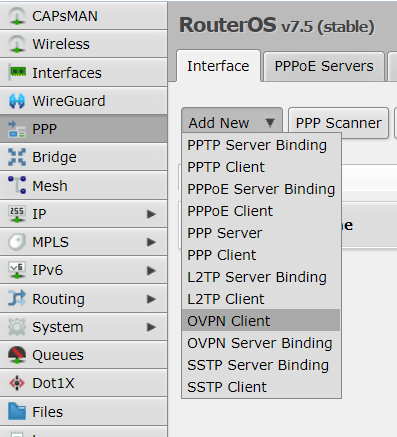 CAPsMAN
Wireless
Interfaces
WireGuard
PPP
Bridge
Mesh
IP
MPLS
IPv6
Routing
System
Queues
Dot1X
Files
RouterOS v7.5 (stable)
Interface
PPPoE Servers
Add New
PPP Scanner
PPTP Server Binding
PPTP Client
PPPoE Server Binding
PPPoE Client
PPP Server
PPP Client
L2TP Server Binding
L2TP Client
OVPN Client
OVPN Server Binding
SSTP Server Binding
SSTP Client